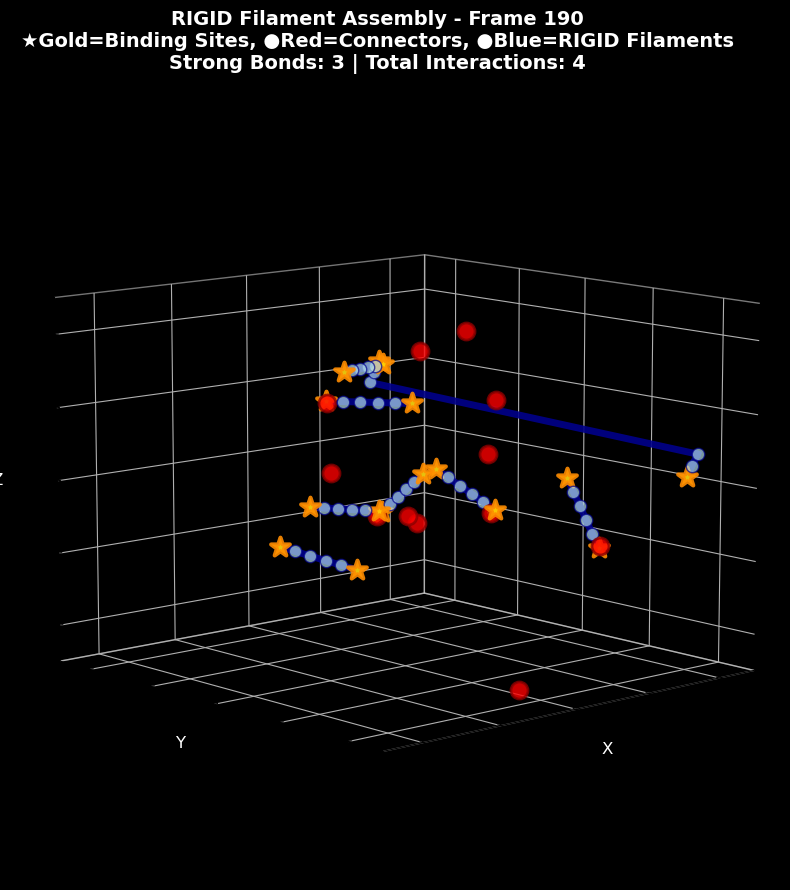 RIGID Filament Assembly - Frame 190
★Gold=Binding Sites, ●Red=Connectors, ●Blue=RIGID Filaments
Strong Bonds: 3 | Total Interactions: 4
Z
Y
X